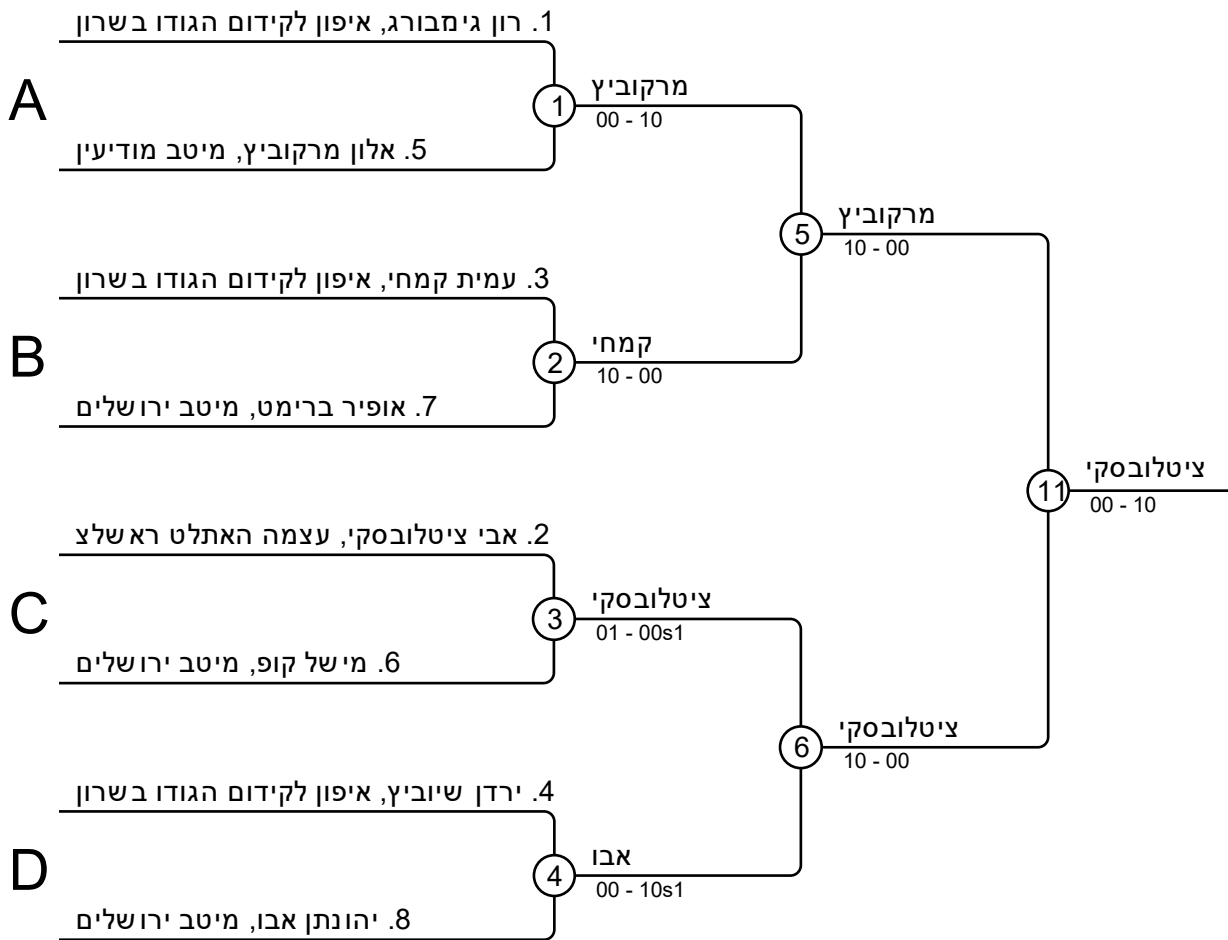 1. רון גימבורג, איפון לקידום הגודו בשרון
A
1
מרקוביץ
00 - 10
5. אלון מרקוביץ, מיטב מודיעין
5
מרקוביץ
10 - 00
3. עמית קמחי, איפון לקידום הגודו בשרון
B
2
קמחי
10 - 00
7. אופיר ברימט, מיטב ירושלים
11
ציטלובסקי
00 - 10
2. אבי ציטלובסקי, עצמה האתלט ראשלצ
C
3
ציטלובסקי
01 - 00s1
6. מישל קופ, מיטב ירושלים
6
ציטלובסקי
10 - 00
4. ירדן שיוביץ, איפון לקידום הגודו בשרון
D
4
אבו
00 - 10s1
8. יהונתן אבו, מיטב ירושלים